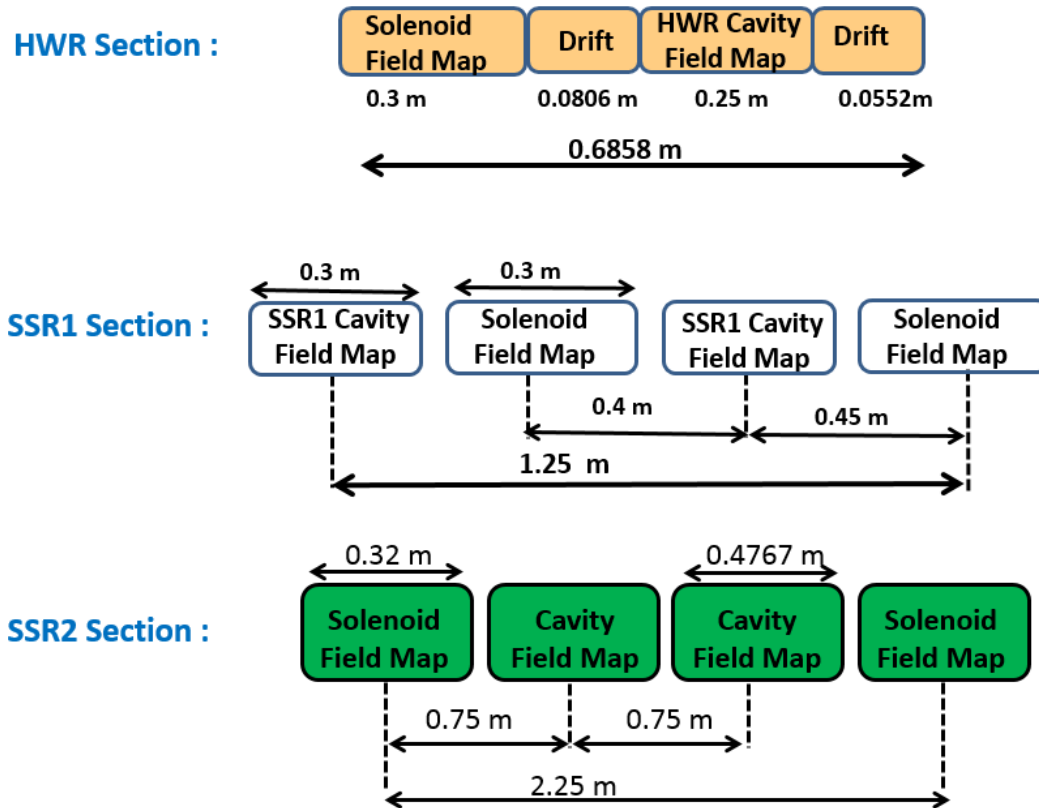 HWR Section :
Solenoid
Field Map
Drift
HWR Cavity
Field Map
Drift
0.3 m
0.0806 m
0.25 m
0.0552m
0.6858 m
SSR1 Section :
0.3 m
0.3 m
SSR1 Cavity
Field Map
Solenoid
Field Map
SSR1 Cavity
Field Map
Solenoid
Field Map
0.4 m
0.45 m
1.25 m
SSR2 Section :
0.32 m
0.4767 m
Solenoid
Field Map
Cavity
Field Map
Cavity
Field Map
Solenoid
Field Map
0.75 m
0.75 m
2.25 m